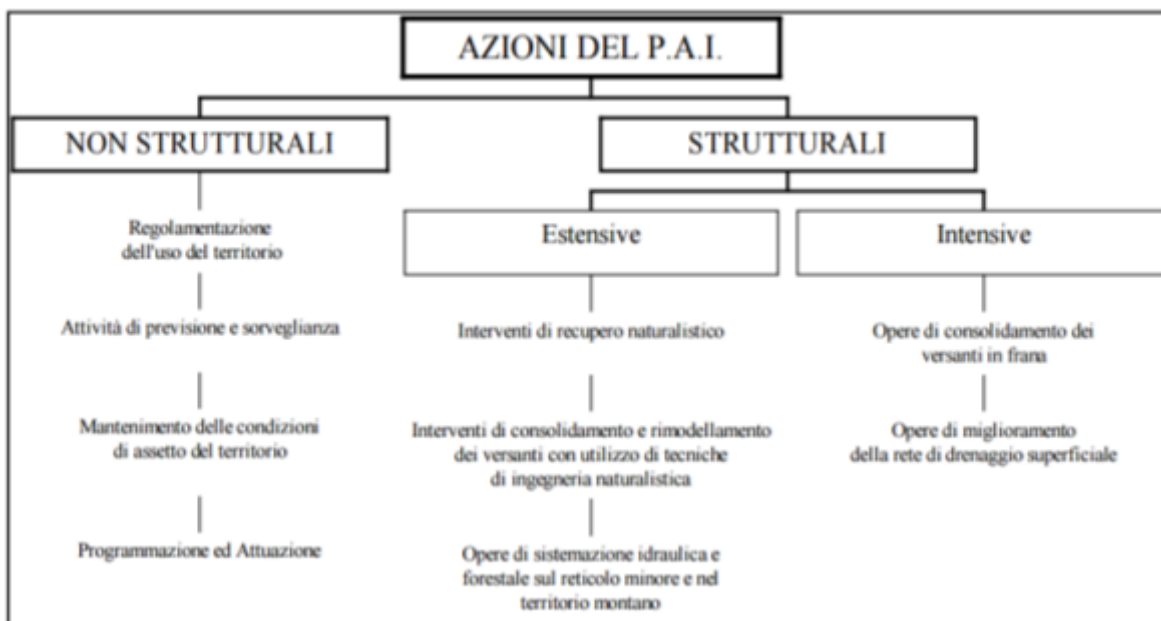 AZIONI DEL P.A.I.
NON STRUTTURALI
STRUTTURALI
Regolamentazione
dell'uso del territorio
Attività di previsione e sorveglianza
Mantenimento delle condizioni
di assetto del territorio
Programmazione ed Attuazione
Estensive
Interventi di recupero naturalistico
Interventi di consolidamento e rimodellamento
dei versanti con utilizzo di tecniche
di ingegneria naturalistica
Opere di sistemazione idraulica e
forestale sul reticolo minore e nel
territorio montano
Intensive
Opere di consolidamento dei
versanti in frana
Opere di miglioramento
della rete di drenaggio superficiale